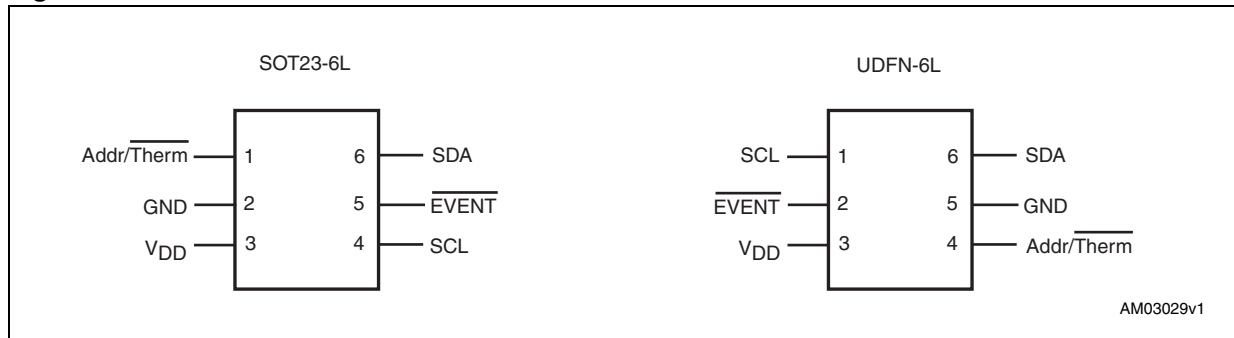 SOT23-6L
Addr/Therm 1 6 SDA
GND 2 5 EVENT
VDD 3 4 SCL
UDFN-6L
SCL 1 6 SDA
EVENT 2 5 GND
VDD 3 4 Addr/Therm
AM03029v1